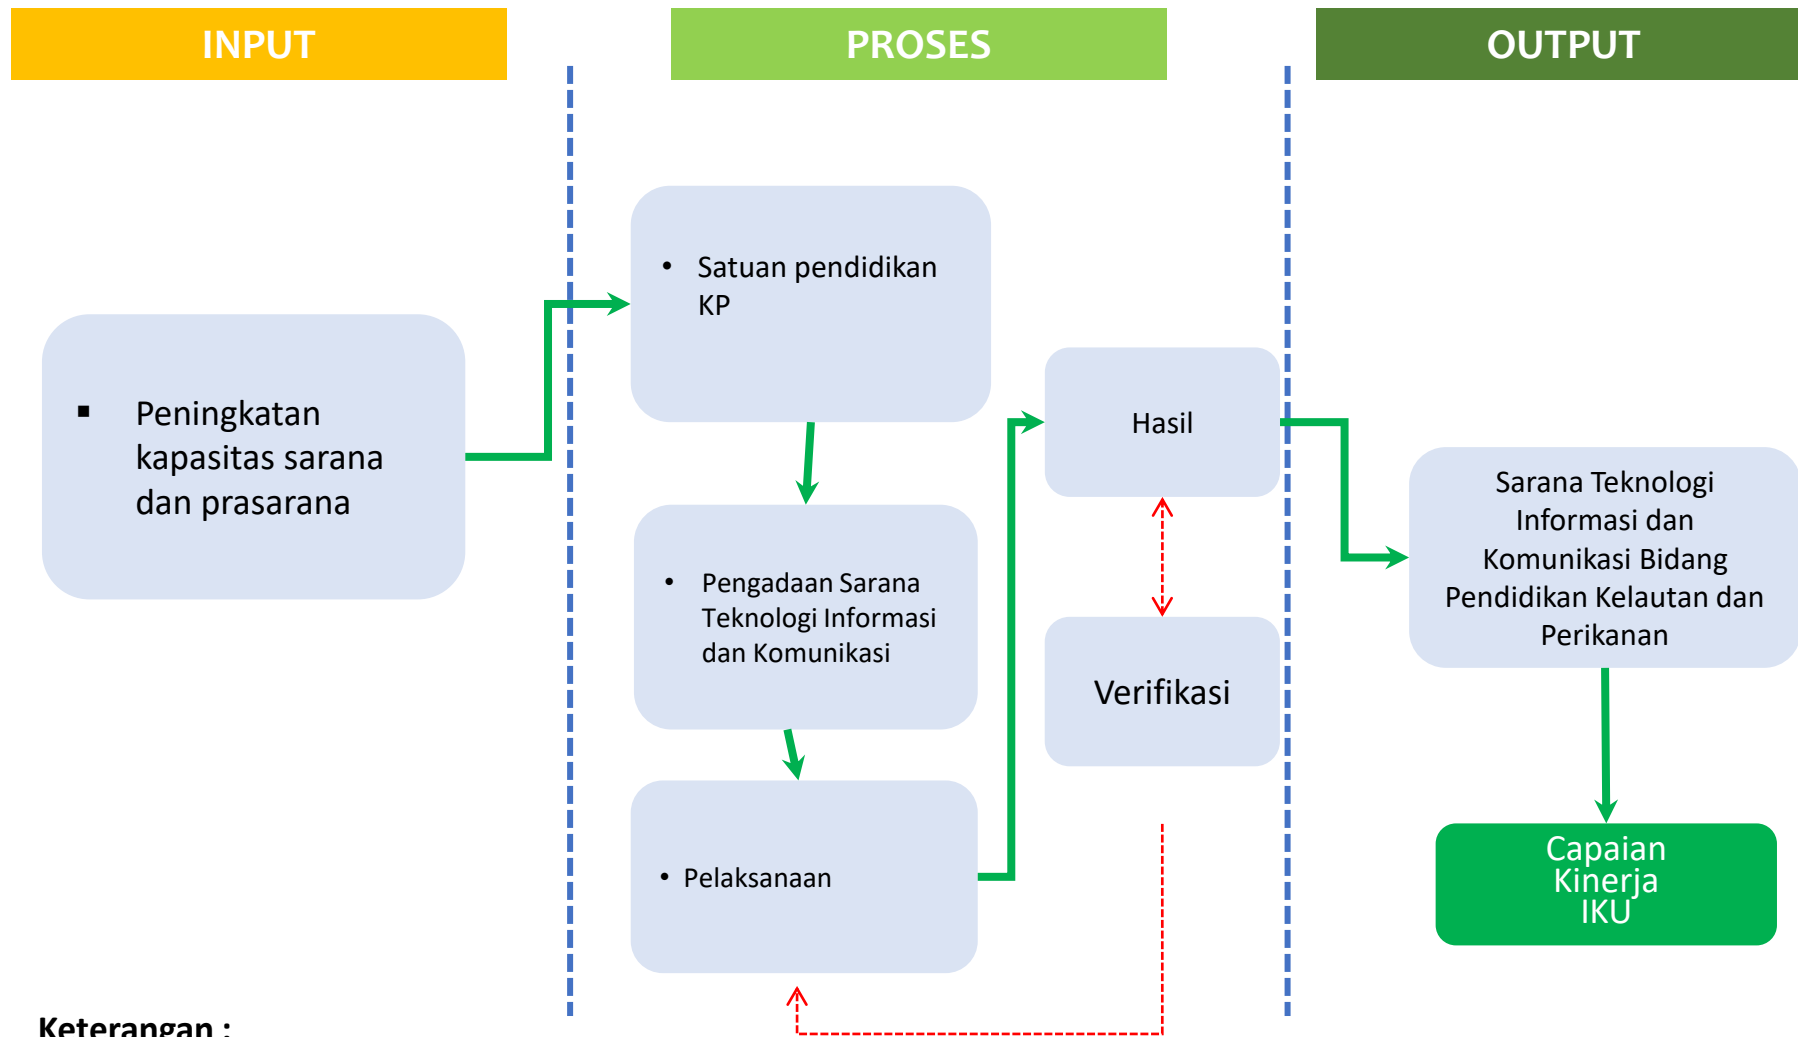 INPUT
PROSES
OUTPUT
▪ Peningkatan
kapasitas sarana
dan prasarana
• Satuan pendidikan
KP
• Pengadaan Sarana
Teknologi Informasi
dan Komunikasi
• Pelaksanaan
Hasil
Verifikasi
Sarana Teknologi
Informasi dan
Komunikasi Bidang
Pendidikan Kelautan dan
Perikanan
Capaian
Kinerja
IKU
Keterangan :